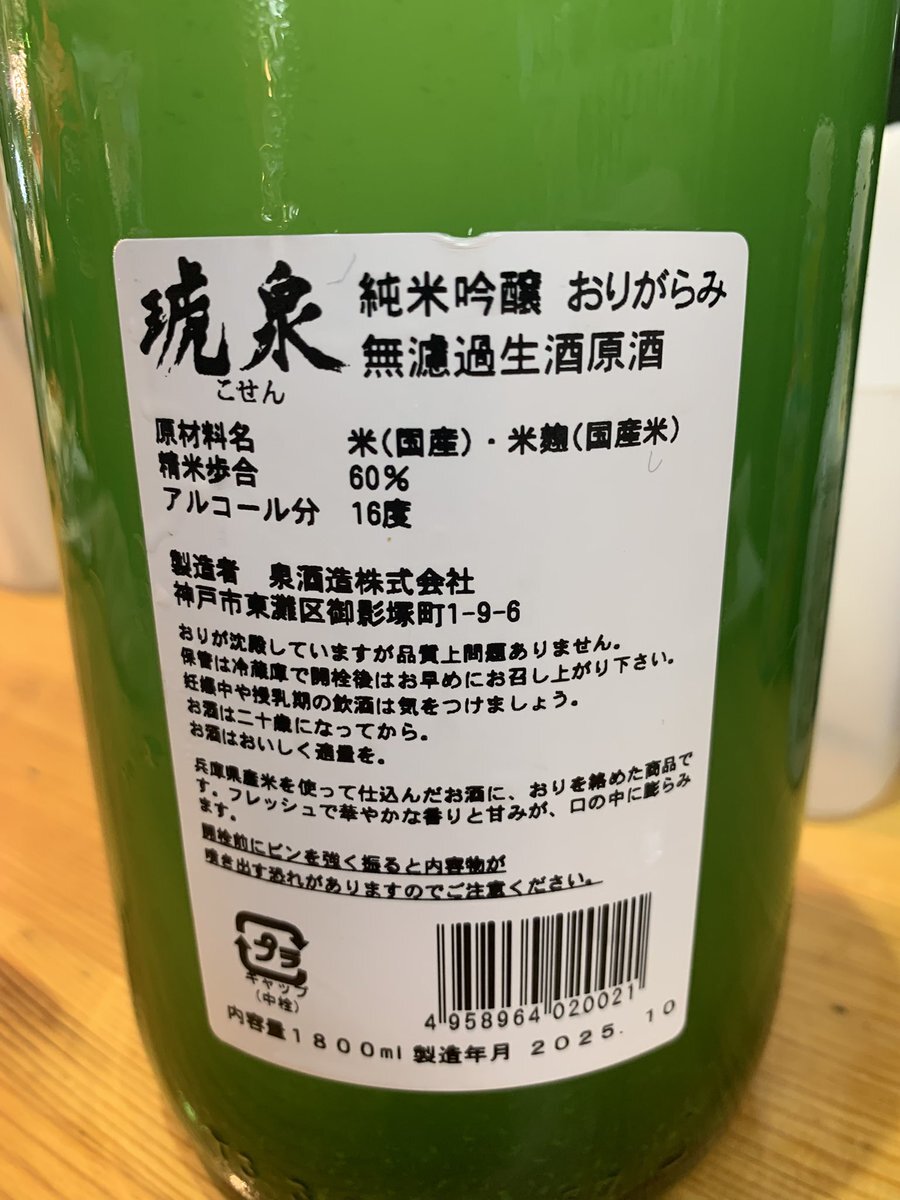 琥泉 純米吟醸 おりがらみ
こせん 無濾過生酒原酒
原材料名 米(国産)・米麹(国産米)
精米歩合 60%
アルコール分 16度
製造者 泉酒造株式会社
神戸市東灘区御影塚町1-9-6
おりが沈殿していますが品質上問題ありません。
保管は冷蔵庫で開栓後はお早めにお召し上がり下さい。
妊娠中や授乳期の飲酒は気をつけましょう。
お酒は二十歳になってから。
お酒はおいしく適量を。
兵庫県産米を使って仕込んだお酒に、おりを絡めた商品で
す。フレッシュで華やかな香りと甘みが、口の中に膨らみ
ます。
開栓前にビンを強く振ると内容物が
噴き出す恐れがありますのでご注意ください。
プラ
キャップ
(中栓)
4 958964 020021
内容量1800ml 製造年月 2025. 10